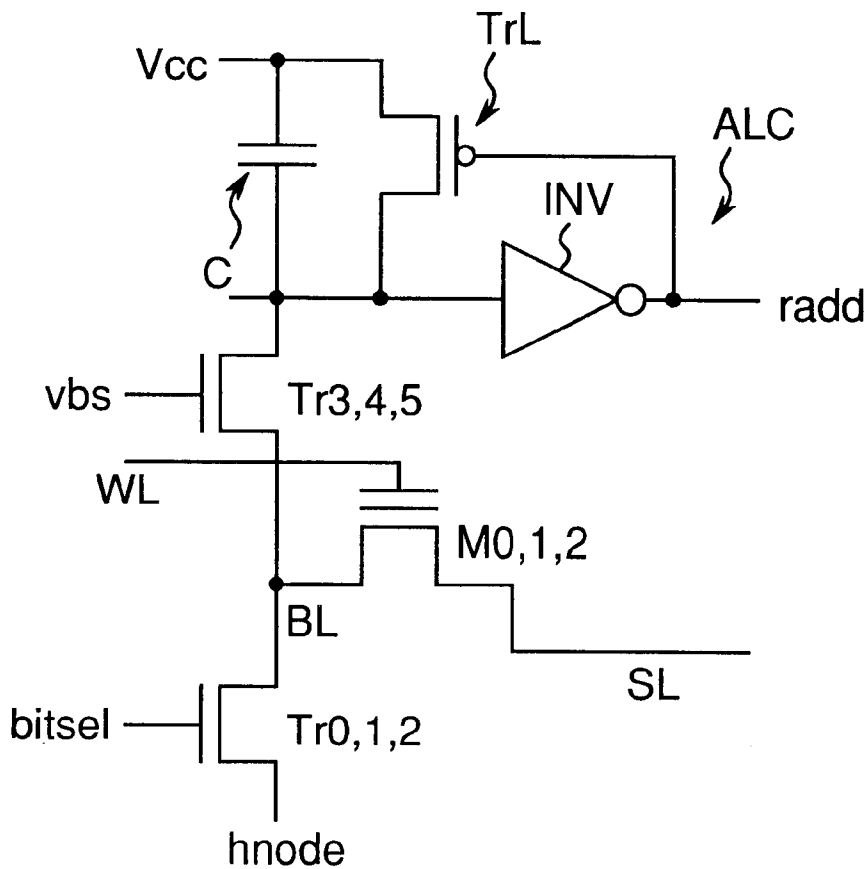 TrL
Vcc
ALC
INV
C
radd
vbs
Tr3,4,5
WL
M0,1,2
BL
SL
bitsel
Tr0,1,2
hnode